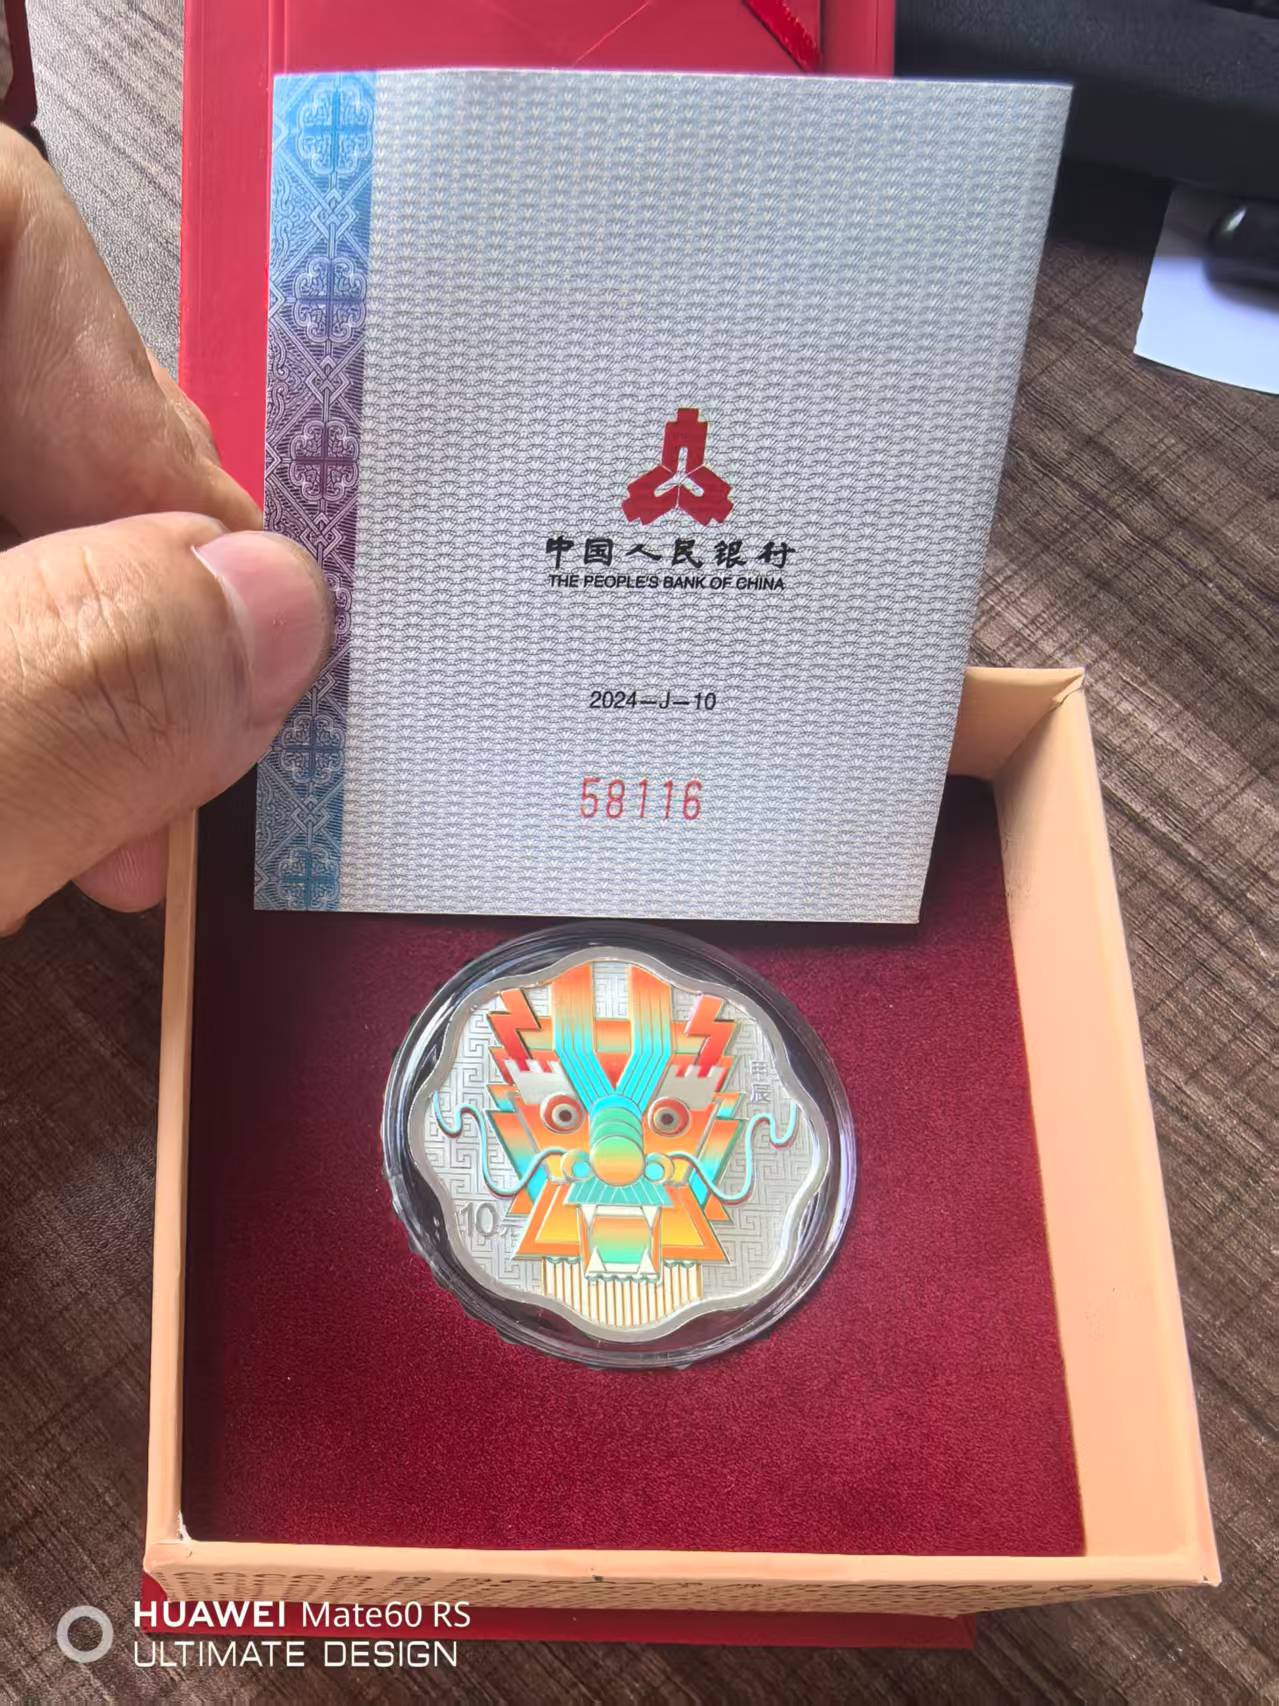 中国人民银行
THE PEOPLE'S BANK OF CHINA
2024—J—10
58116
甲辰
10元
HUAWEI Mate60 RS
ULTIMATE DESIGN